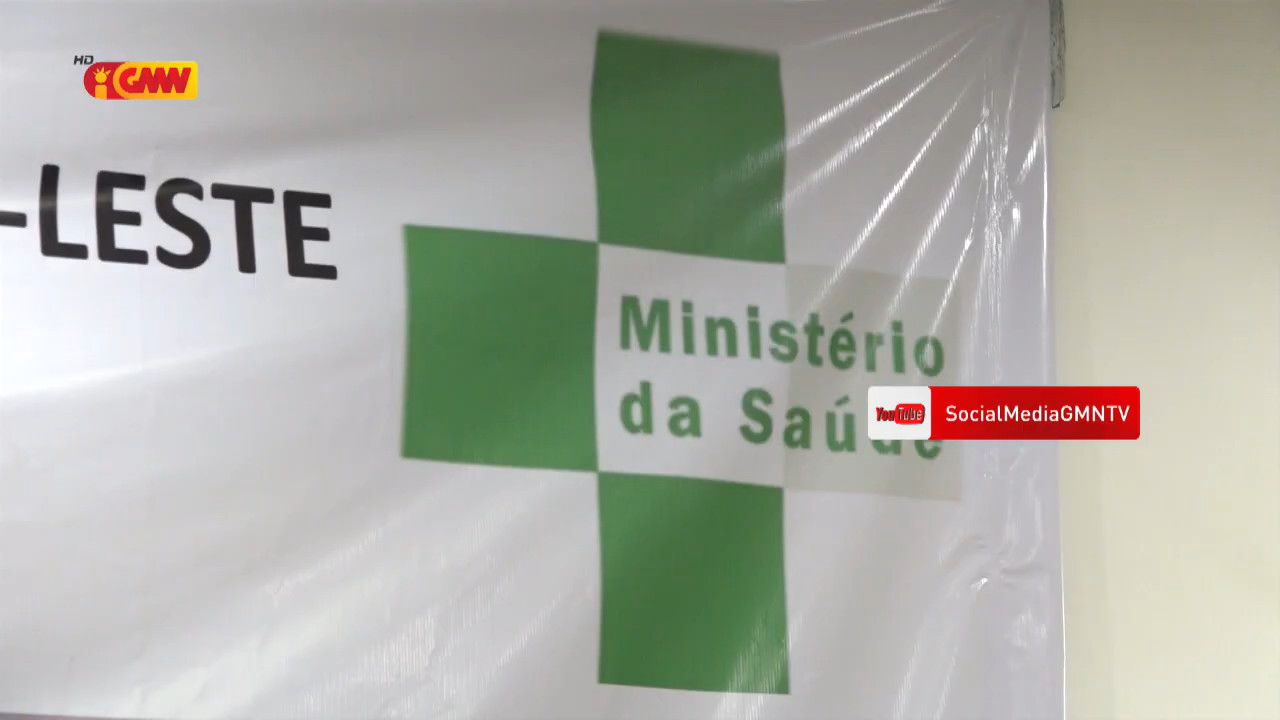 HD
GMN
-LESTE
Ministério
da Saúde
YouTube SocialMediaGMNTV